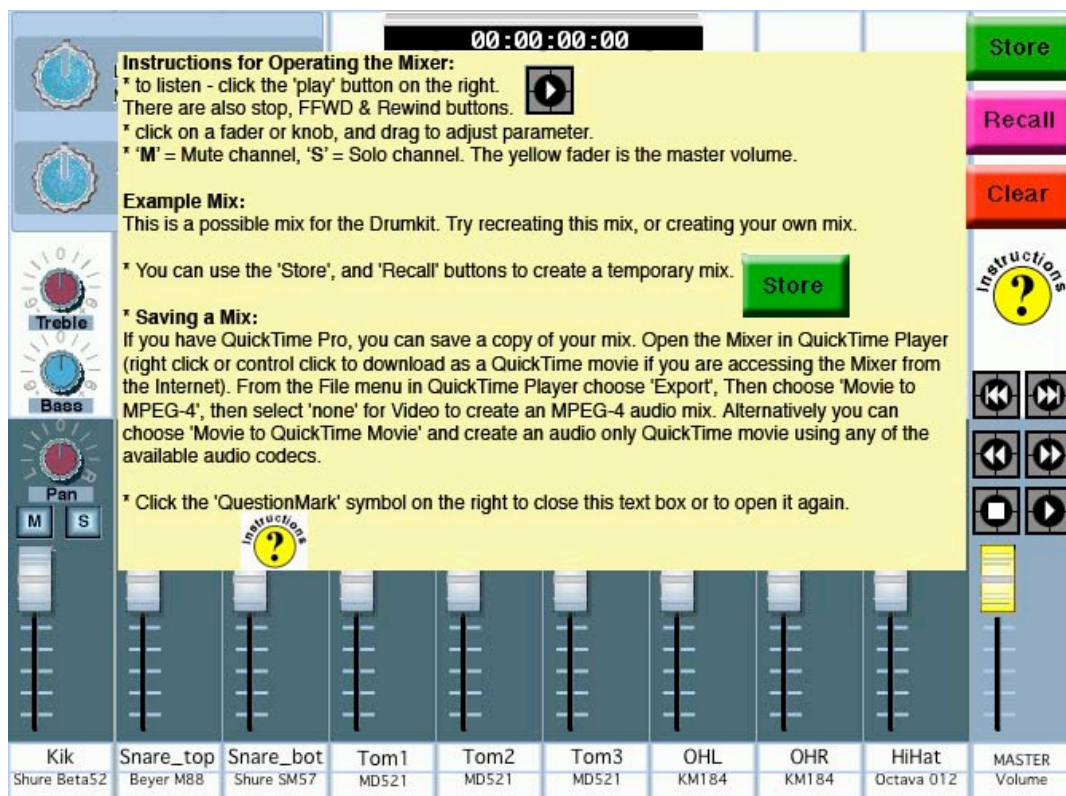 00:00:00:00
Store
Recall
Clear
Instructions for Operating the Mixer:
* to listen - click the 'play' button on the right.
There are also stop, FFWD & Rewind buttons.
* click on a fader or knob, and drag to adjust parameter.
* 'M' = Mute channel, 'S' = Solo channel. The yellow fader is the master volume.
Example Mix:
This is a possible mix for the Drumkit. Try recreating this mix, or creating your own mix.
* You can use the 'Store', and 'Recall' buttons to create a temporary mix.
Store
* Saving a Mix:
If you have QuickTime Pro, you can save a copy of your mix. Open the Mixer in QuickTime Player
(right click or control click to download as a QuickTime movie if you are accessing the Mixer from
the Internet). From the File menu in QuickTime Player choose 'Export', Then choose 'Movie to
MPEG-4', then select 'none' for Video to create an MPEG-4 audio mix. Alternatively you can
choose 'Movie to QuickTime Movie' and create an audio only QuickTime movie using any of the
available audio codecs.
* Click the 'QuestionMark' symbol on the right to close this text box or to open it again.
Instructions
?
Instructions
?
Treble
Bass
L R
Pan
M S
Kik Snare_top Snare_bot Tom1 Tom2 Tom3 OHL OHR HiHat MASTER
Shure Beta52 Beyer M88 Shure SM57 MD521 MD521 MD521 KM184 KM184 Octava 012 Volume